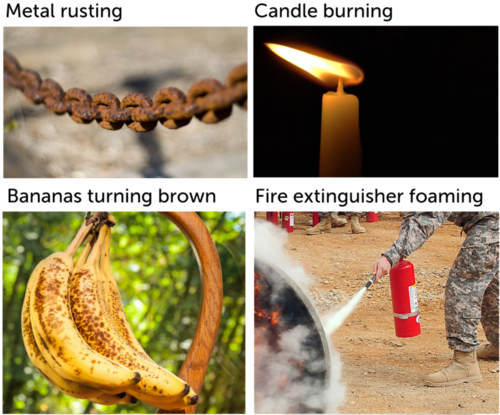 Metal rusting
Candle burning
Bananas turning brown
Fire extinguisher foaming